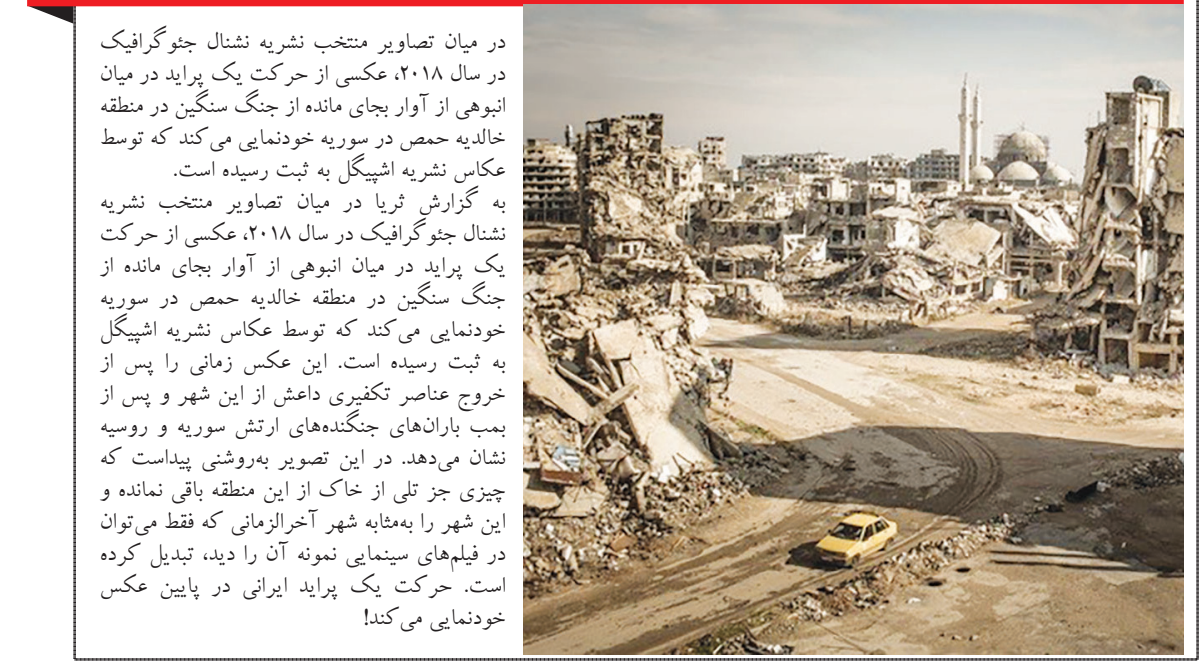 در میان تصاویر منتخب نشریه نشنال جئوگرافیک
در سال ۲۰۱۸، عکسی از حرکت یک پراید در میان
انبوهی از آوار بجای مانده از جنگ سنگین در منطقه
خالدیه حمص در سوریه خودنمایی می‌کند که توسط
عکاس نشریه اشپیگل به ثبت رسیده است.
به گزارش ثریا در میان تصاویر منتخب نشریه
نشنال جئوگرافیک در سال ۲۰۱۸، عکسی از حرکت
یک پراید در میان انبوهی از آوار بجای مانده از
جنگ سنگین در منطقه خالدیه حمص در سوریه
خودنمایی می‌کند که توسط عکاس نشریه اشپیگل
به ثبت رسیده است. این عکس زمانی را پس از
خروج عناصر تکفیری داعش از این شهر و پس از
بمب باران‌های جنگنده‌های ارتش سوریه و روسیه
نشان می‌دهد. در این تصویر به‌روشنی پیداست که
چیزی جز تلی از خاک از این منطقه باقی نمانده و
این شهر را به‌مثابه شهر آخرالزمانی که فقط می‌توان
در فیلم‌های سینمایی نمونه آن را دید، تبدیل کرده
است. حرکت یک پراید ایرانی در پایین عکس
خودنمایی می‌کند!